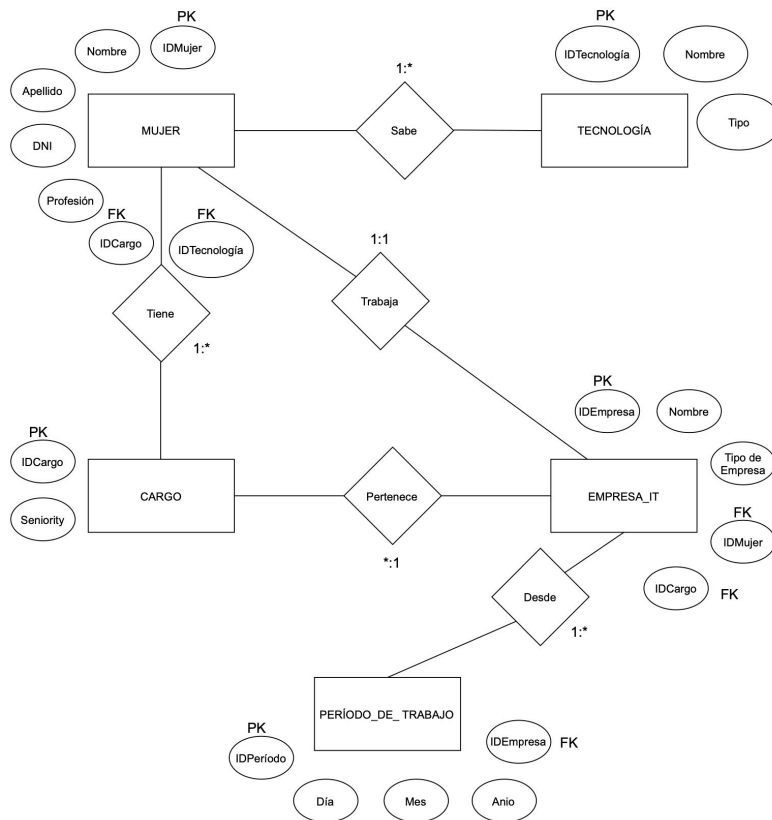 PK
PK
Nombre
IDMujer
IDTecnología
Nombre
1:*
Apellido
MUJER
Sabe
TECNOLOGÍA
Tipo
DNI
Profesión
FK
FK
IDCargo
IDTecnología
1:1
Trabaja
Tiene
1:*
PK
IDEmpresa
Nombre
PK
IDCargo
Tipo de
Empresa
CARGO
Pertenece
EMPRESA_IT
Seniority
FK
IDMujer
*:1
IDCargo
FK
Desde
1:*
PERÍODO_DE_ TRABAJO
PK
IDPeríodo
IDEmpresa
FK
Día
Mes
Anio